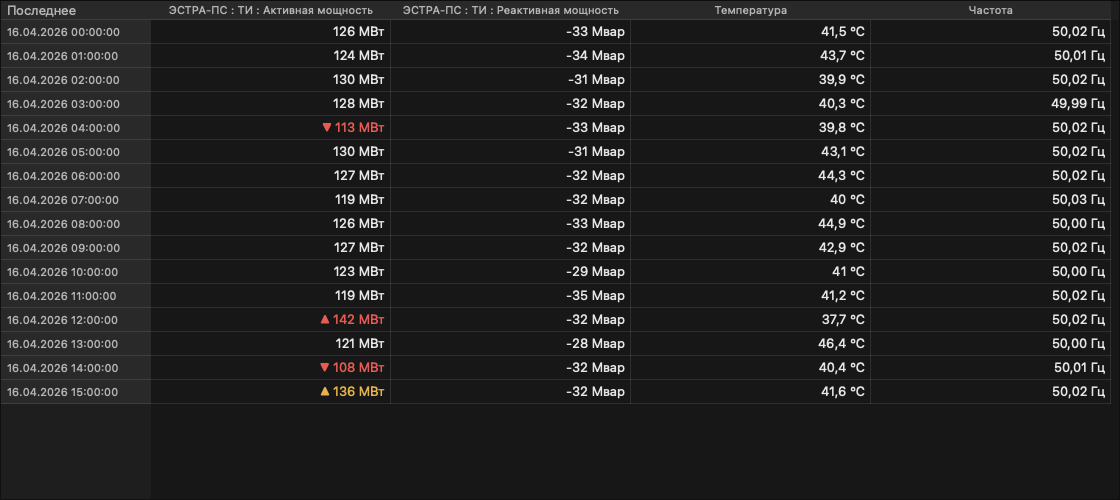 Последнее ЭСТРА-ПС : ТИ : Активная мощность ЭСТРА-ПС : ТИ : Реактивная мощность Температура Частота
16.04.2026 00:00:00 126 МВт -33 Мвар 41,5 °C 50,02 Гц
16.04.2026 01:00:00 124 МВт -34 Мвар 43,7 °C 50,01 Гц
16.04.2026 02:00:00 130 МВт -31 Мвар 39,9 °C 50,02 Гц
16.04.2026 03:00:00 128 МВт -32 Мвар 40,3 °C 49,99 Гц
16.04.2026 04:00:00 ▼ 113 МВт -33 Мвар 39,8 °C 50,02 Гц
16.04.2026 05:00:00 130 МВт -31 Мвар 43,1 °C 50,02 Гц
16.04.2026 06:00:00 127 МВт -32 Мвар 44,3 °C 50,02 Гц
16.04.2026 07:00:00 119 МВт -32 Мвар 40 °C 50,03 Гц
16.04.2026 08:00:00 126 МВт -33 Мвар 44,9 °C 50,00 Гц
16.04.2026 09:00:00 127 МВт -32 Мвар 42,9 °C 50,02 Гц
16.04.2026 10:00:00 123 МВт -29 Мвар 41 °C 50,00 Гц
16.04.2026 11:00:00 119 МВт -35 Мвар 41,2 °C 50,02 Гц
16.04.2026 12:00:00 ▲ 142 МВт -32 Мвар 37,7 °C 50,02 Гц
16.04.2026 13:00:00 121 МВт -28 Мвар 46,4 °C 50,00 Гц
16.04.2026 14:00:00 ▼ 108 МВт -32 Мвар 40,4 °C 50,01 Гц
16.04.2026 15:00:00 ▲ 136 МВт -32 Мвар 41,6 °C 50,02 Гц